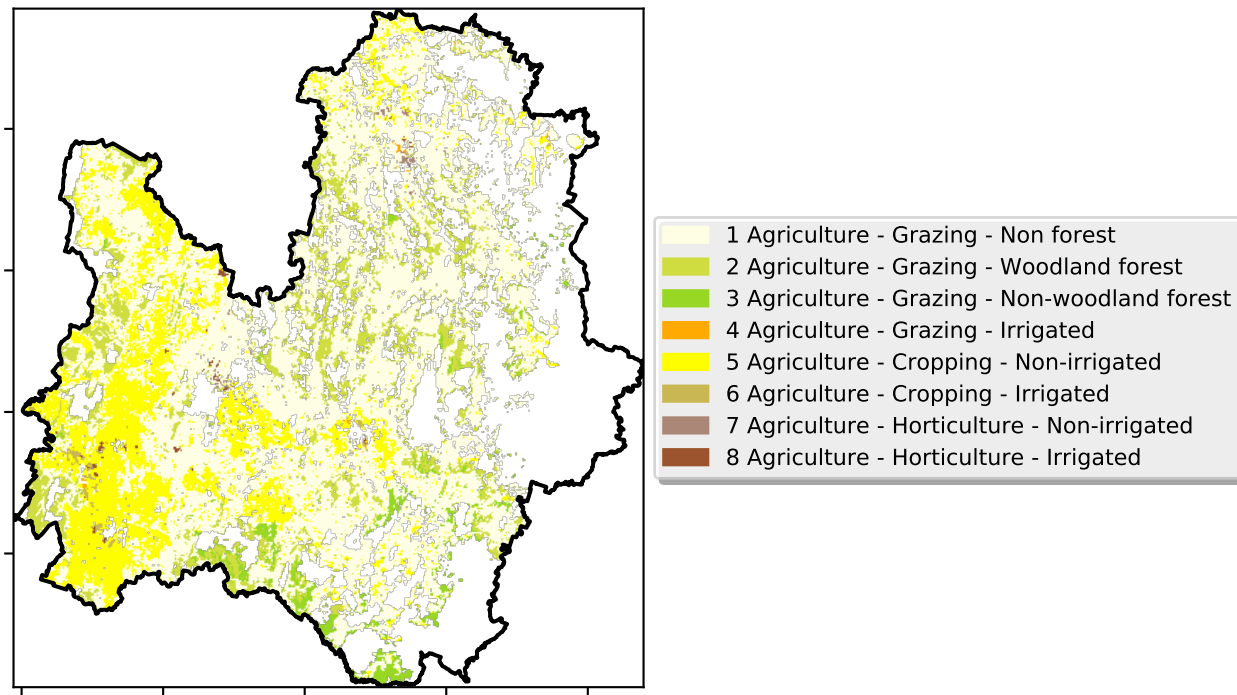 1 Agriculture - Grazing - Non forest
2 Agriculture - Grazing - Woodland forest
3 Agriculture - Grazing - Non-woodland forest
4 Agriculture - Grazing - Irrigated
5 Agriculture - Cropping - Non-irrigated
6 Agriculture - Cropping - Irrigated
7 Agriculture - Horticulture - Non-irrigated
8 Agriculture - Horticulture - Irrigated